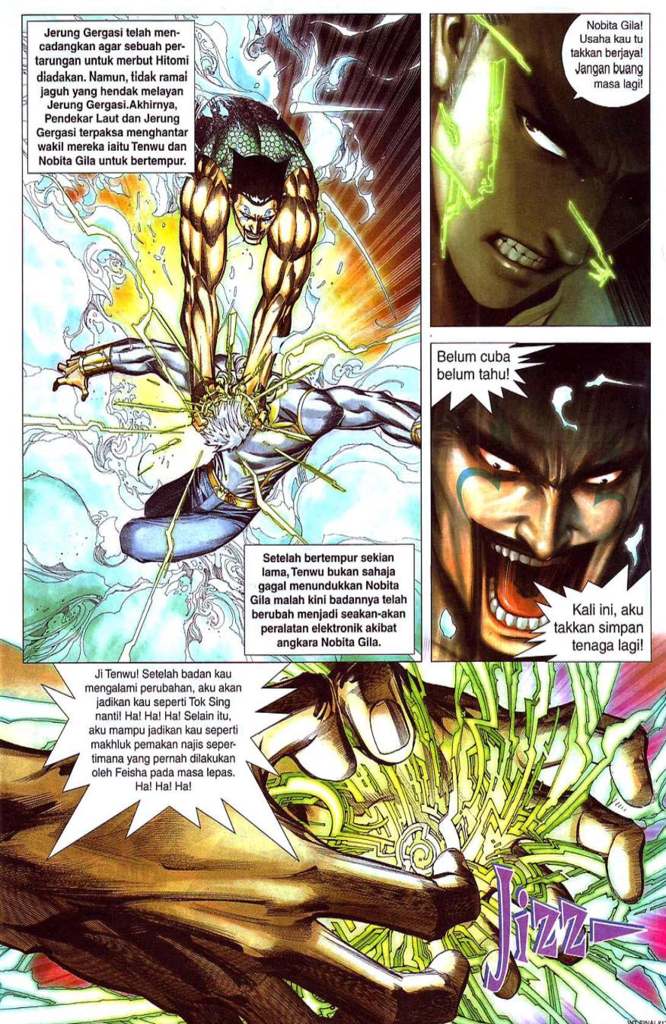 Jerung Gergasi telah men-
cadangkan agar sebuah per-
tarungan untuk merbut Hitomi
diadakan. Namun, tidak ramai
jaguh yang hendak melayan
Jerung Gergasi.Akhirnya,
Pendekar Laut dan Jerung
Gergasi terpaksa menghantar
wakil mereka iaitu Tenwu dan
Nobita Gila untuk bertempur.
Nobita Gila!
Usaha kau tu
takkan berjaya!
Jangan buang
masa lagi!
Belum cuba
belum tahu!
Setelah bertempur sekian
lama, Tenwu bukan sahaja
gagal menundukkan Nobita
Gila malah kini badannya telah
berubah menjadi seakan-akan
peralatan elektronik akibat
angkara Nobita Gila.
Kali ini, aku
takkan simpan
tenaga lagi!
Ji Tenwu! Setelah badan kau
mengalami perubahan, aku akan
jadikan kau seperti Tok Sing
nanti! Ha! Ha! Ha! Selain itu,
aku mampu jadikan kau seperti
makhluk pemakan najis seper-
timana yang pernah dilakukan
oleh Feisha pada masa lepas.
Ha! Ha! Ha!
Jizz